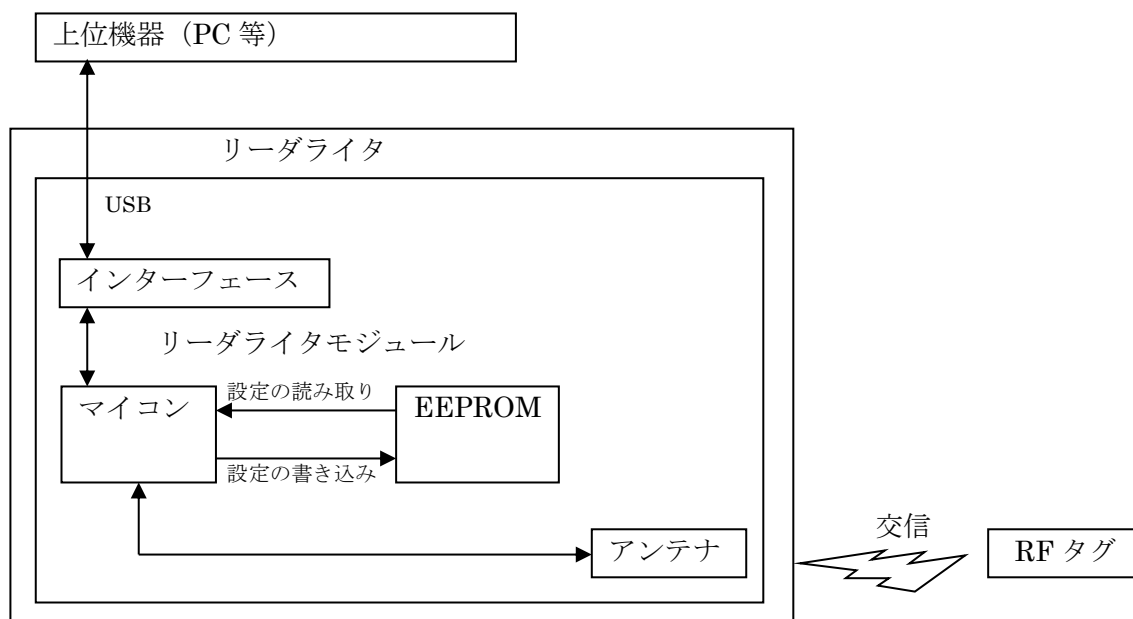 上位機器（PC 等）
リーダライタ
USB
インターフェース
リーダライタモジュール
マイコン
設定の読み取り
EEPROM
設定の書き込み
アンテナ
交信
RF タグ